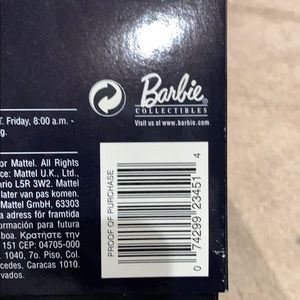 T. Friday, 8:00 a.m. -
g.
or Mattel. All Rights
ce: Mattel U.K., Ltd.,
ario L5R 3W2. Mattel
later van pas komen.
Mattel GmbH, 63303
a adress för framtida
ormación para futura
boa. Κρατήστε την
151 CEP: 04705-000
1040, 7o. Piso, Col.
cedes, Caracas 1010.
vados.
Barbie
COLLECTIBLES
Visit us at www.barbie.com
PROOF OF PURCHASE
0 74299 23451 4